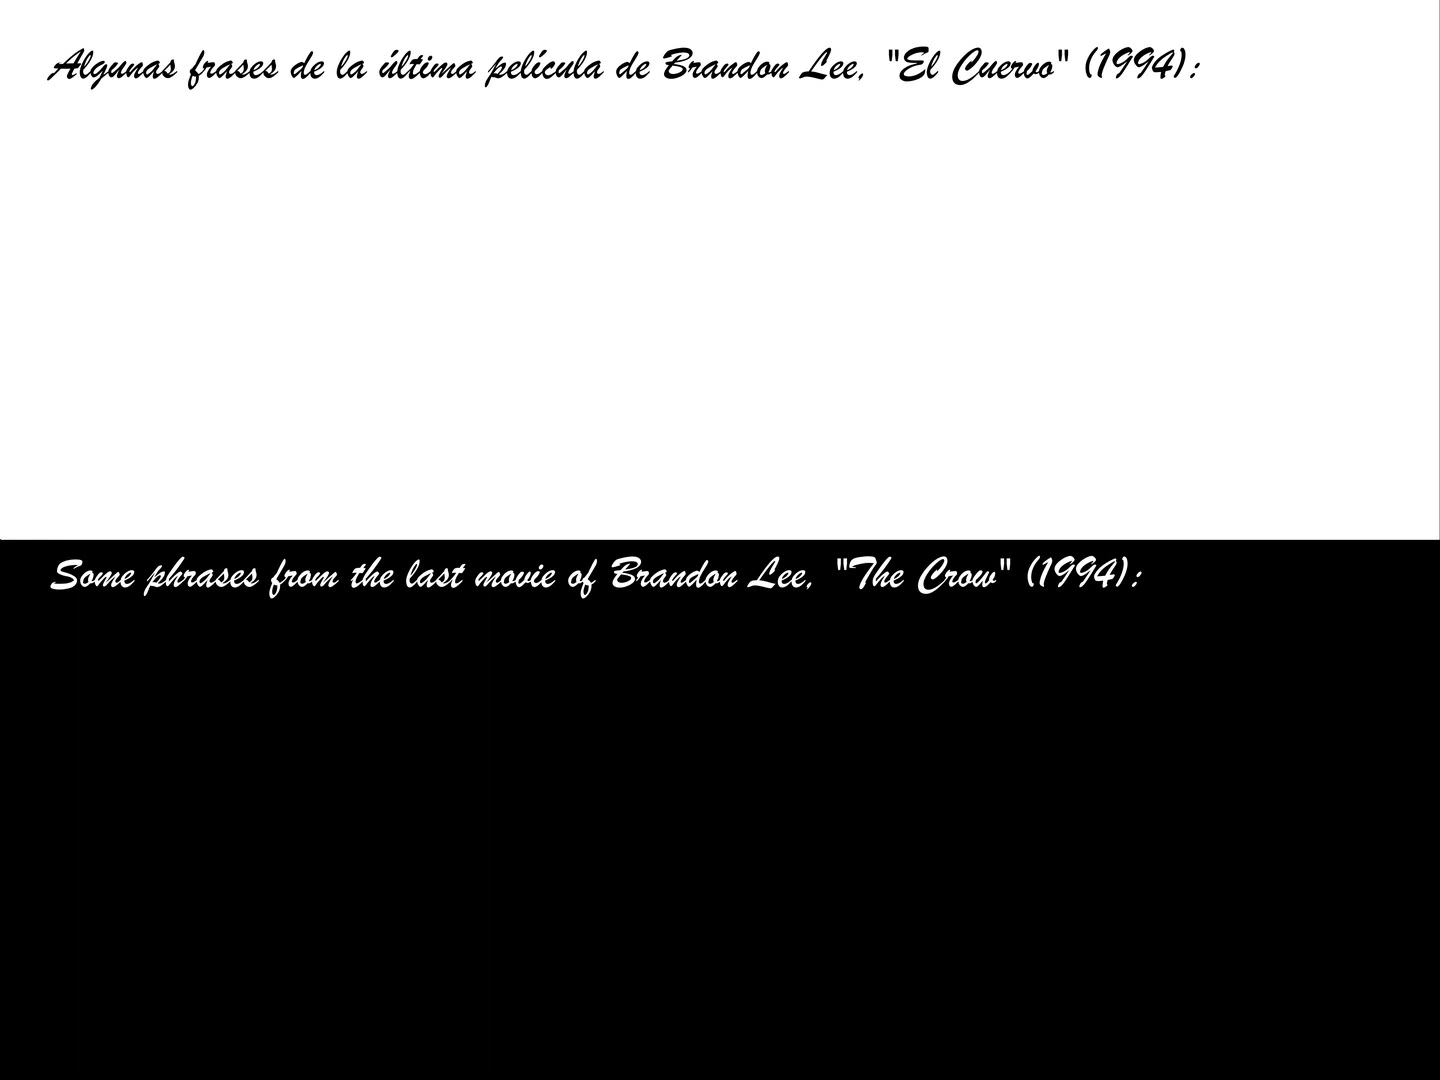 Algunas frases de la última película de Brandon Lee, "El Cuervo" (1994):
Some phrases from the last movie of Brandon Lee, "The Crow" (1994):